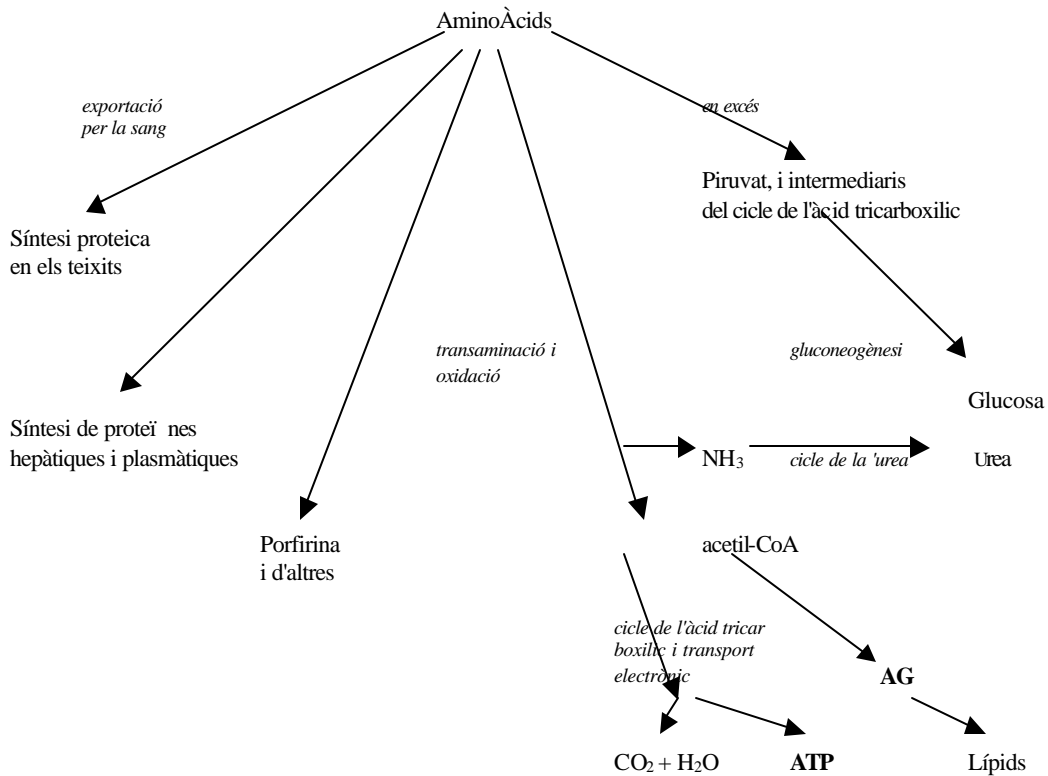 AminoÀcids
exportació
per la sang
en excés
Piruvat, i intermediaris
del cicle de l'àcid tricarboxilic
Síntesi proteica
en els teixits
transaminació i
oxidació
gluconeogènesi
Glucosa
Síntesi de proteï nes
hepàtiques i plasmàtiques
NH₃
cicle de la 'urea
Urea
Porfirina
i d'altres
acetil-CoA
cicle de l'àcid tricar
boxilic i transport
electrònic
AG
CO₂ + H₂O
ATP
Lípids